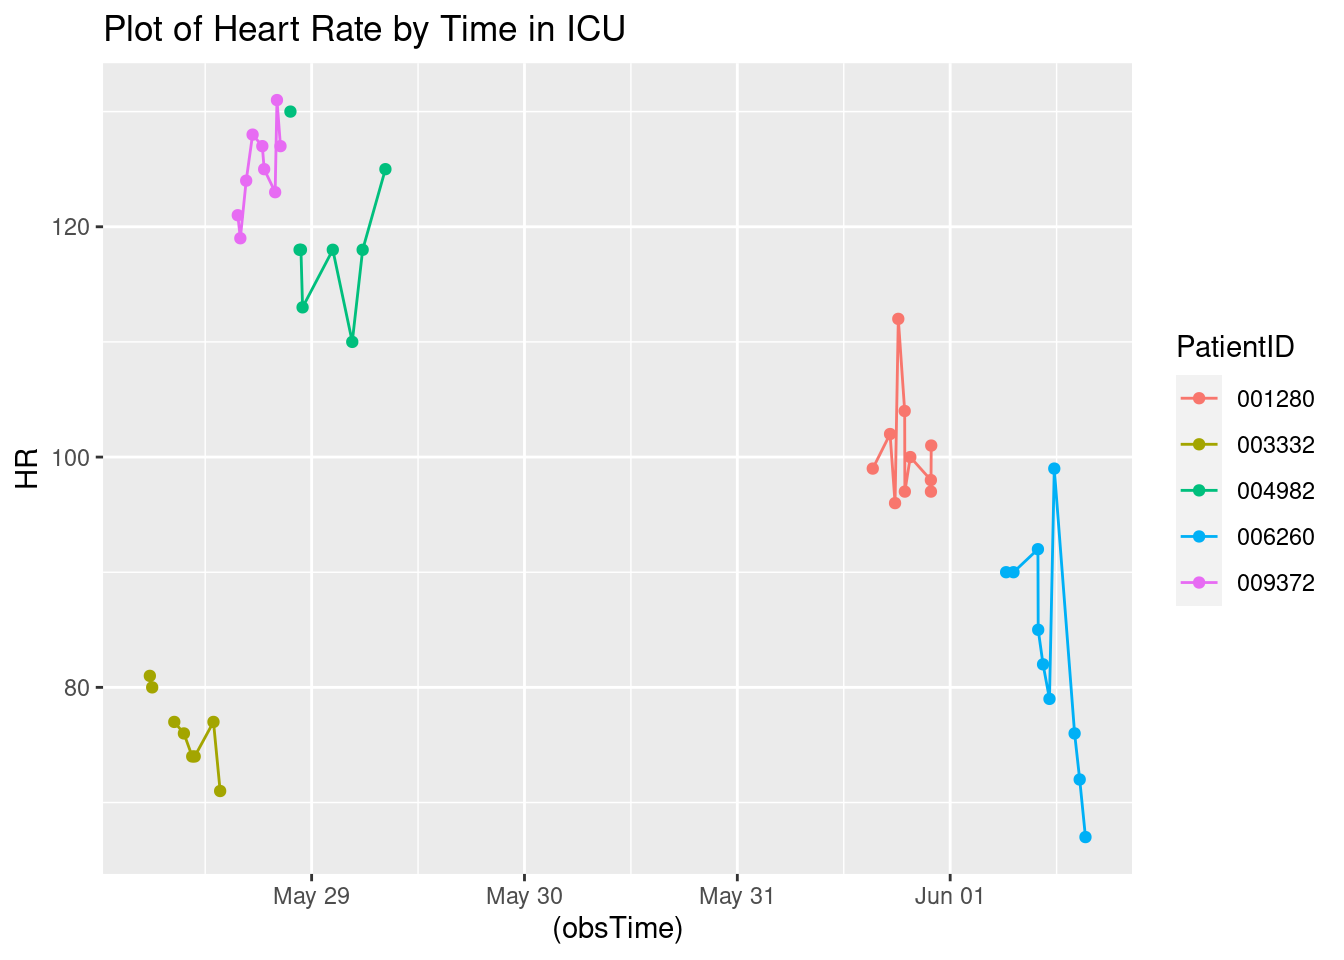 Plot of Heart Rate by Time in ICU
HR
120
100
80
May 29
May 30
May 31
Jun 01
(obsTime)
PatientID
001280
003332
004982
006260
009372